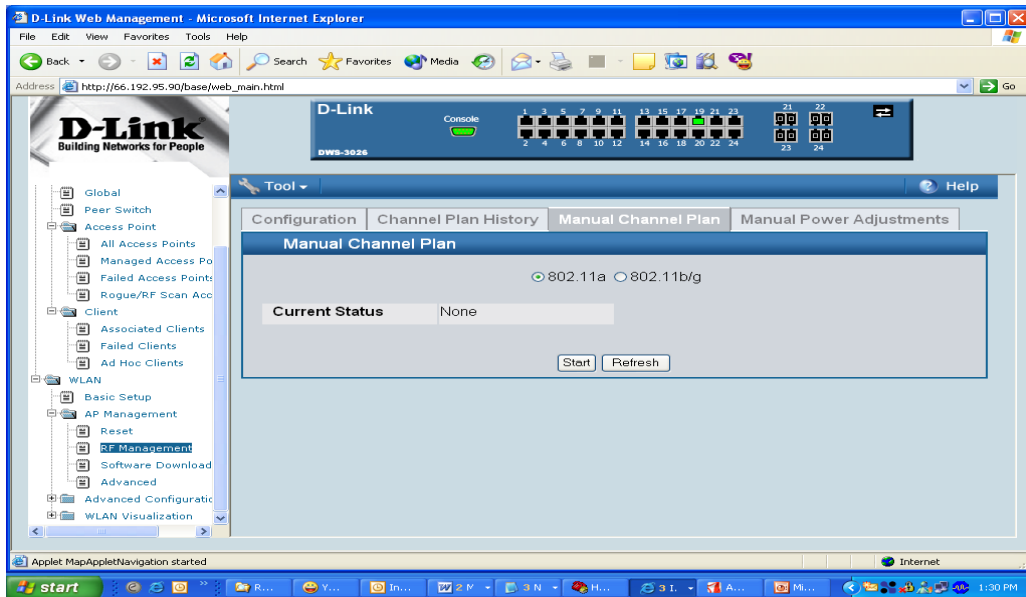 D-Link Web Management - Microsoft Internet Explorer
File Edit View Favorites Tools Help
Back Search Favorites Media
Address http://66.192.95.90/base/web_main.html Go
D-Link
Building Networks for People
D-Link
DWS-3026
Console
1 3 5 7 9 11 13 15 17 19 21 23
2 4 6 8 10 12 14 16 18 20 22 24
21 22
23 24
Global
Peer Switch
Access Point
All Access Points
Managed Access Po
Failed Access Points
Rogue/RF Scan Acc
Client
Associated Clients
Failed Clients
Ad Hoc Clients
WLAN
Basic Setup
AP Management
Reset
RF Management
Software Download
Advanced
Advanced Configuratic
WLAN Visualization
Tool Help
Configuration Channel Plan History Manual Channel Plan Manual Power Adjustments
Manual Channel Plan
802.11a 802.11b/g
Current Status None
Start Refresh
Applet MapAppletNavigation started Internet
start R... Y... In... 2 M 3 N H... 3 I. A... Mi... 1:30 PM